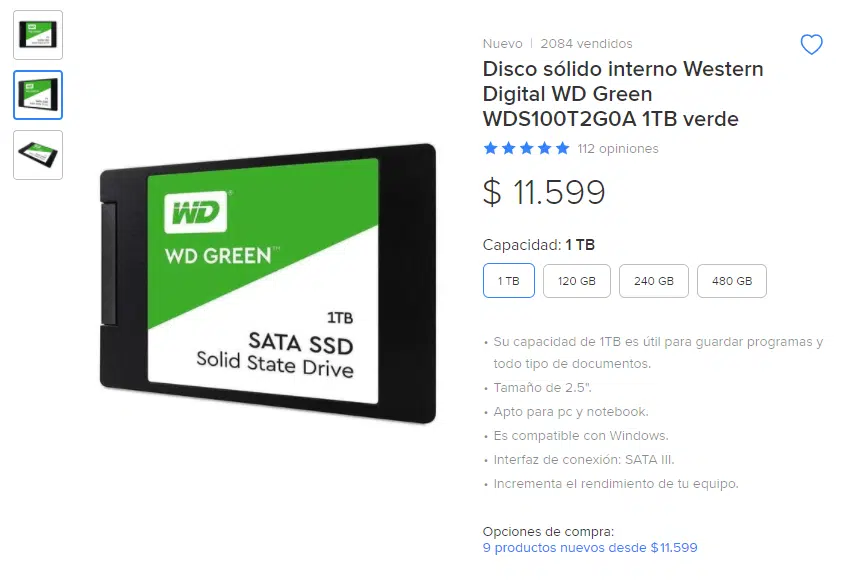 Nuevo | 2084 vendidos
Disco sólido interno Western
Digital WD Green
WDS100T2G0A 1TB verde
112 opiniones
$ 11.599
Capacidad: 1 TB
1 TB 120 GB 240 GB 480 GB
• Su capacidad de 1TB es útil para guardar programas y
todo tipo de documentos.
• Tamaño de 2.5".
• Apto para pc y notebook.
• Es compatible con Windows.
• Interfaz de conexión: SATA III.
• Incrementa el rendimiento de tu equipo.
Opciones de compra:
9 productos nuevos desde $11.599
WD®
WD GREEN™
1TB
SATA SSD
Solid State Drive